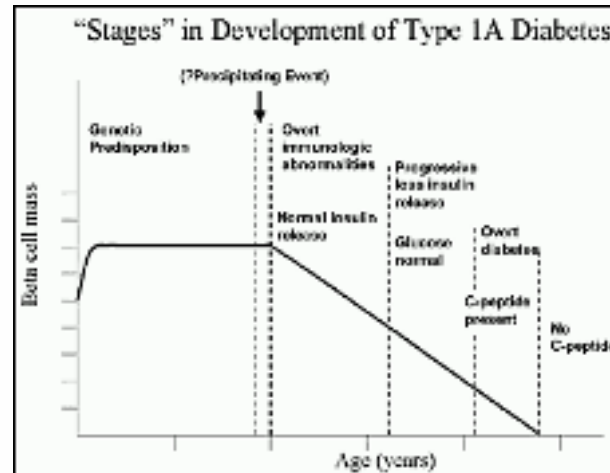 “Stages” in Development of Type 1A Diabetes
(?Precipitating Event)
Genetic
Predisposition
Overt
immunologic
abnormalities
Progressive
loss insulin
release
Normal insulin
release
Overt
diabetes
Glucose
normal
C-peptide
present
No
C-peptide
Beta cell mass
Age (years)